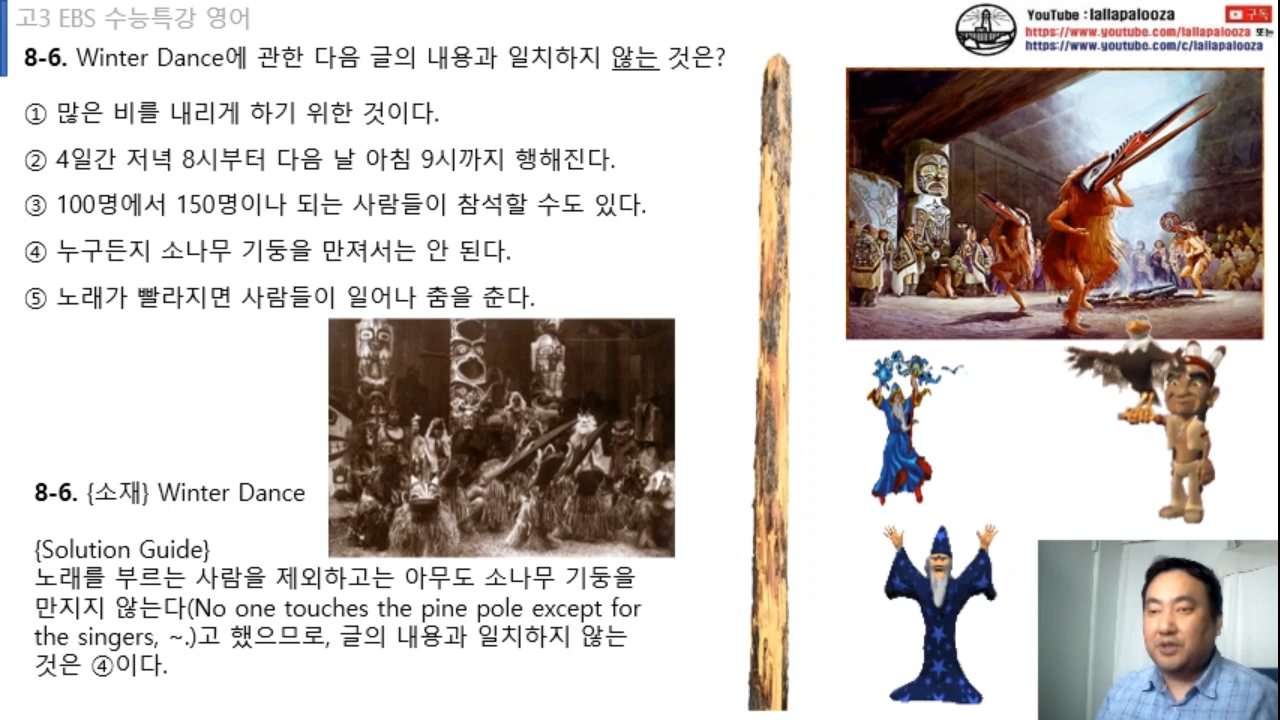 고3 EBS 수능특강 영어
YouTube : lallapalooza
구독
https://www.youtube.com/lallapalooza 또는
https://www.youtube.com/c/lallapalooza
8-6. Winter Dance에 관한 다음 글의 내용과 일치하지 않는 것은?
① 많은 비를 내리게 하기 위한 것이다.
② 4일간 저녁 8시부터 다음 날 아침 9시까지 행해진다.
③ 100명에서 150명이나 되는 사람들이 참석할 수도 있다.
④ 누구든지 소나무 기둥을 만져서는 안 된다.
⑤ 노래가 빨라지면 사람들이 일어나 춤을 춘다.
8-6. {소재} Winter Dance
{Solution Guide}
노래를 부르는 사람을 제외하고는 아무도 소나무 기둥을
만지지 않는다(No one touches the pine pole except for
the singers, ~.)고 했으므로, 글의 내용과 일치하지 않는
것은 ④이다.